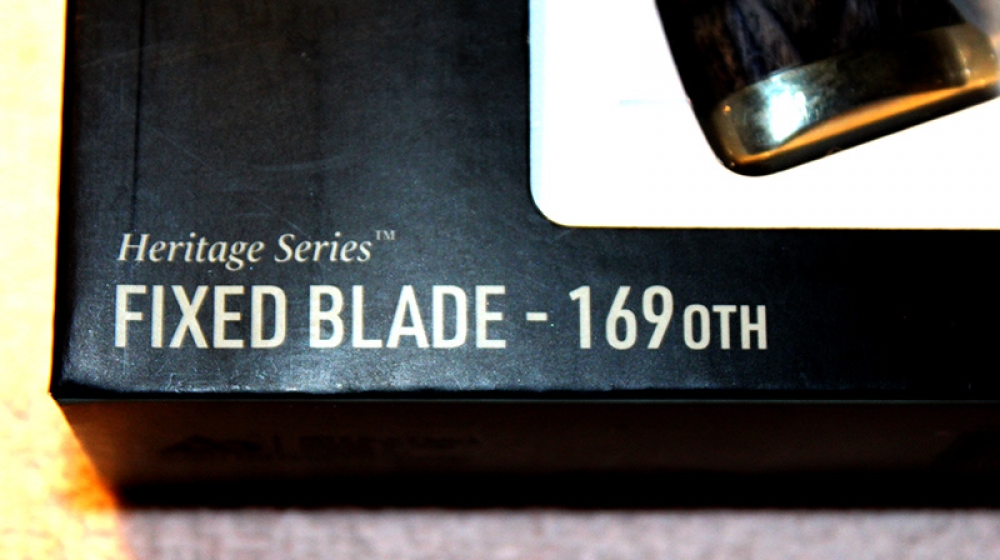 Heritage Series™
FIXED BLADE - 169OTH